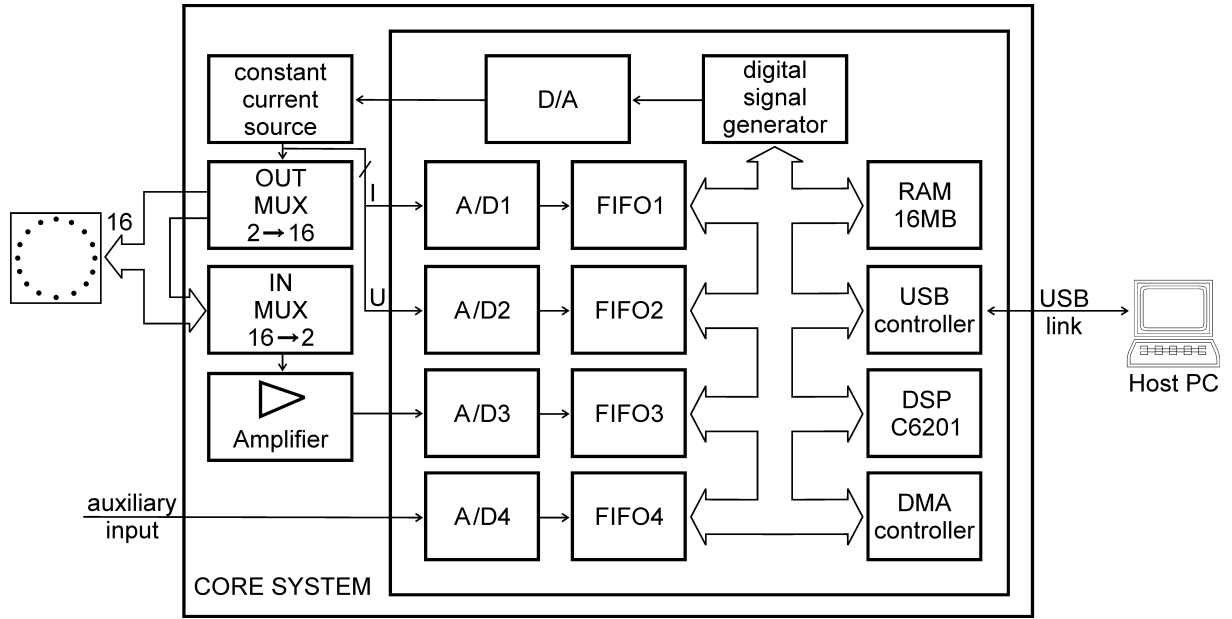 constant
current
source
D/A
digital
signal
generator
OUT
MUX
2→16
I
A/D1
FIFO1
RAM
16MB
16
IN
MUX
16→2
U
A/D2
FIFO2
USB
controller
USB
link
Host PC
Amplifier
A/D3
FIFO3
DSP
C6201
auxiliary
input
A/D4
FIFO4
DMA
controller
CORE SYSTEM